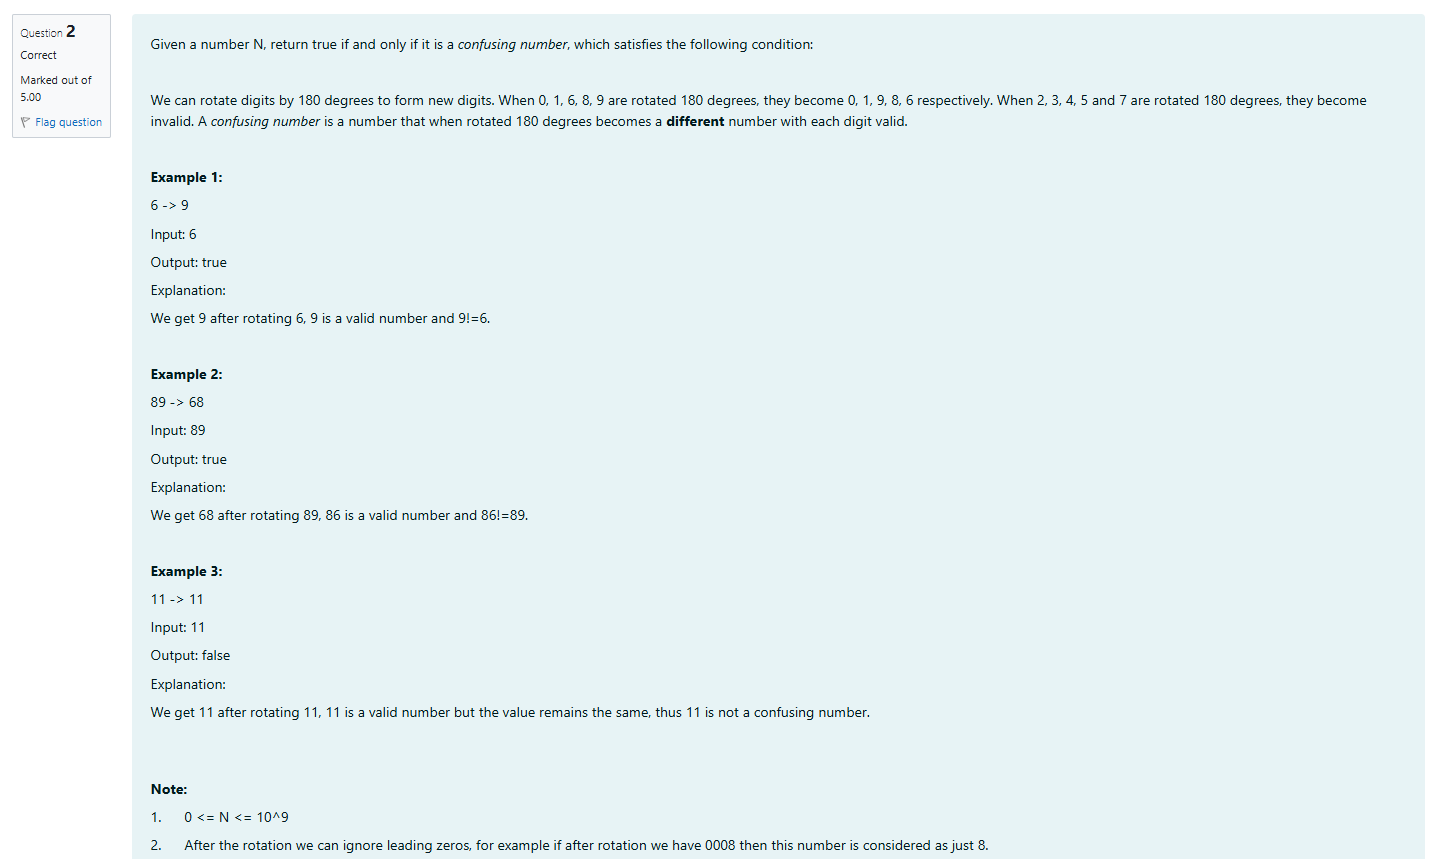 Question 2
Correct
Marked out of
5.00
Flag question
Given a number N, return true if and only if it is a confusing number, which satisfies the following condition:
We can rotate digits by 180 degrees to form new digits. When 0, 1, 6, 8, 9 are rotated 180 degrees, they become 0, 1, 9, 8, 6 respectively. When 2, 3, 4, 5 and 7 are rotated 180 degrees, they become
invalid. A confusing number is a number that when rotated 180 degrees becomes a different number with each digit valid.
Example 1:
6 -> 9
Input: 6
Output: true
Explanation:
We get 9 after rotating 6, 9 is a valid number and 9!=6.
Example 2:
89 -> 68
Input: 89
Output: true
Explanation:
We get 68 after rotating 89, 86 is a valid number and 86!=89.
Example 3:
11 -> 11
Input: 11
Output: false
Explanation:
We get 11 after rotating 11, 11 is a valid number but the value remains the same, thus 11 is not a confusing number.
Note:
1. 0 <= N <= 10^9
2. After the rotation we can ignore leading zeros, for example if after rotation we have 0008 then this number is considered as just 8.